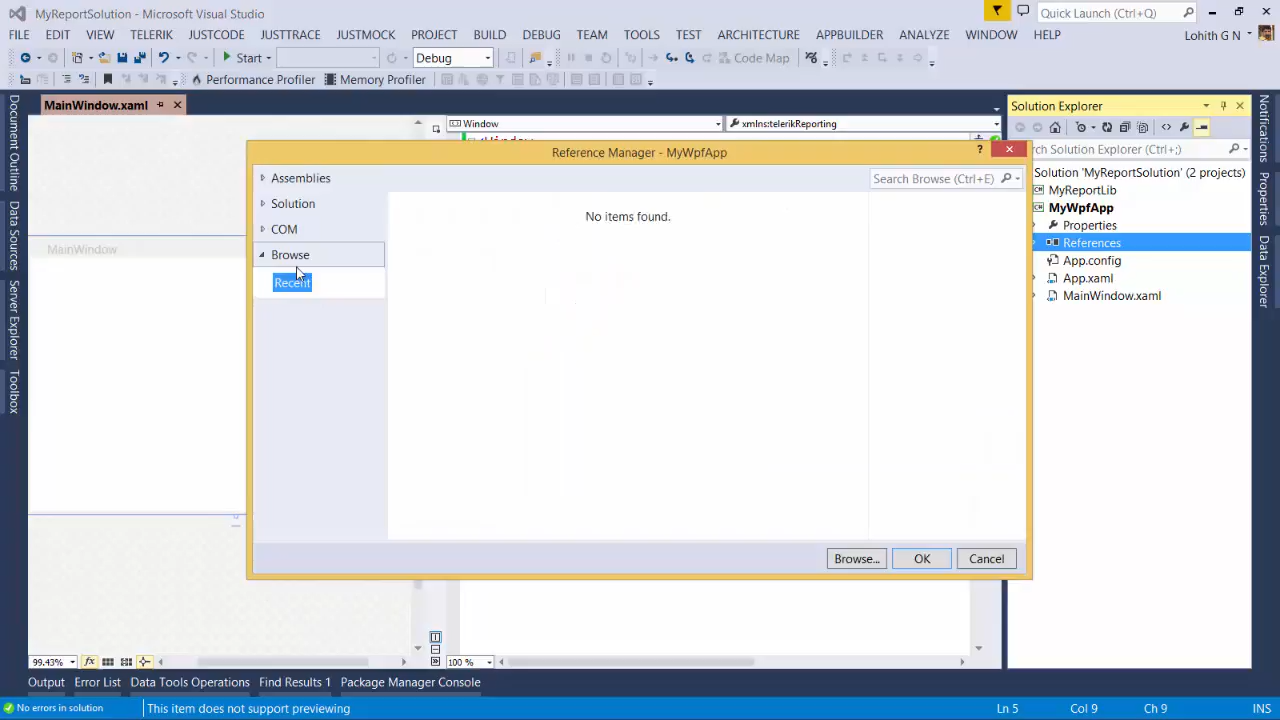 MyReportSolution - Microsoft Visual Studio
Quick Launch (Ctrl+Q)
FILE EDIT VIEW TELERIK JUSTCODE JUSTTRACE JUSTMOCK PROJECT BUILD DEBUG TEAM TOOLS TEST ARCHITECTURE APPBUILDER ANALYZE WINDOW HELP Lohith G N
Start Debug Code Map
Performance Profiler Memory Profiler
MainWindow.xaml
Window xmlns:telerikReporting
Solution Explorer
Search Solution Explorer (Ctrl+;)
Solution 'MyReportSolution' (2 projects)
MyReportLib
MyWpfApp
Properties
References
App.config
App.xaml
MainWindow.xaml
Document Outline
Data Sources
Server Explorer
Toolbox
Notifications
Properties
Data Explorer
MainWindow
Reference Manager - MyWpfApp
?
Assemblies
Solution
COM
Browse
Recent
Search Browse (Ctrl+E)
No items found.
Browse... OK Cancel
99.43% fx
100 %
Output Error List Data Tools Operations Find Results 1 Package Manager Console
No errors in solution This item does not support previewing Ln 5 Col 9 Ch 9 INS